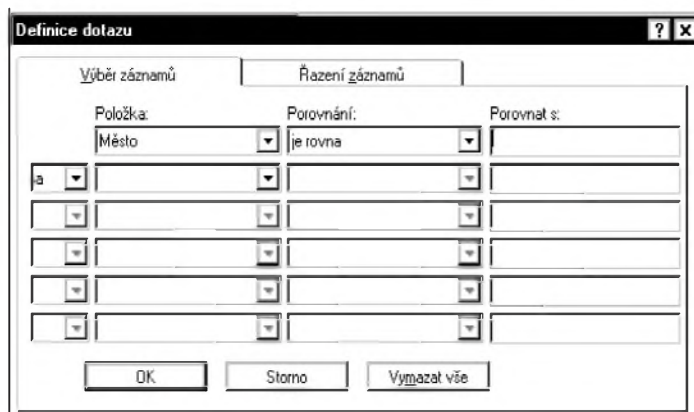 Definice dotazu ? x
Výběr záznamů Řazení záznamů
Položka: Porovnání: Porovnat s:
Město je rovna
a
OK Storno Vymazat vše